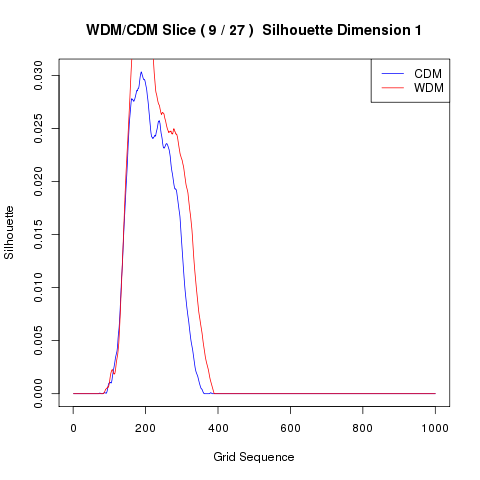 WDM/CDM Slice ( 9 / 27 )  Silhouette Dimension 1
CDM
WDM
Silhouette
0.030
0.025
0.020
0.015
0.010
0.005
0.000
0 200 400 600 800 1000
Grid Sequence